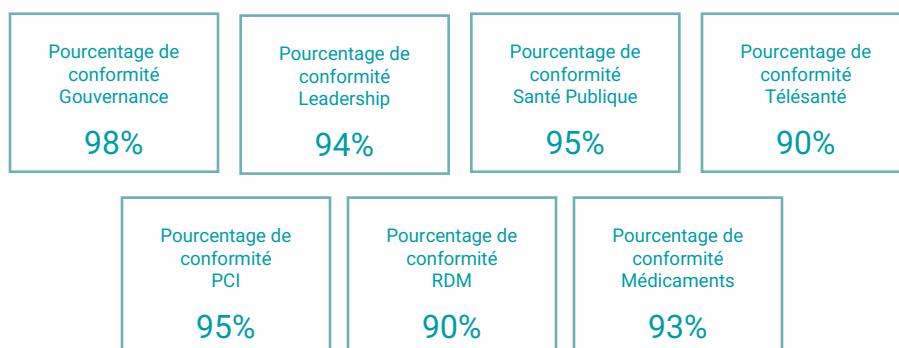 Pourcentage de
conformité
Gouvernance
98%
Pourcentage de
conformité
Leadership
94%
Pourcentage de
conformité
Santé Publique
95%
Pourcentage de
conformité
Télésanté
90%
Pourcentage de
conformité
PCI
95%
Pourcentage de
conformité
RDM
90%
Pourcentage de
conformité
Médicaments
93%